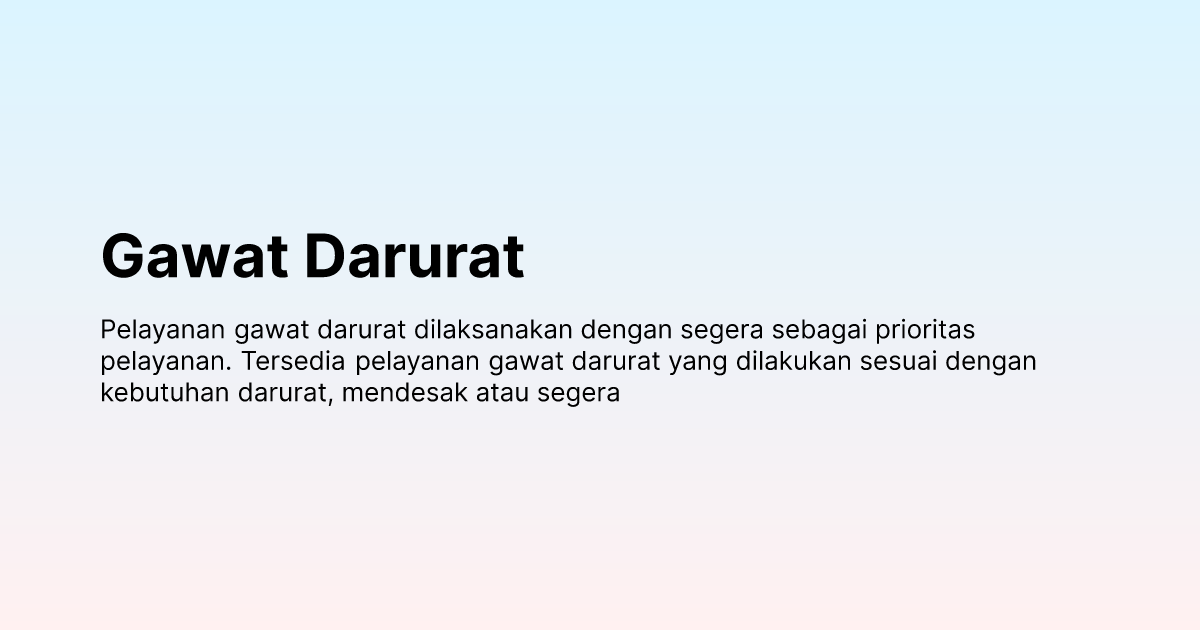 Gawat Darurat
Pelayanan gawat darurat dilaksanakan dengan segera sebagai prioritas
pelayanan. Tersedia pelayanan gawat darurat yang dilakukan sesuai dengan
kebutuhan darurat, mendesak atau segera